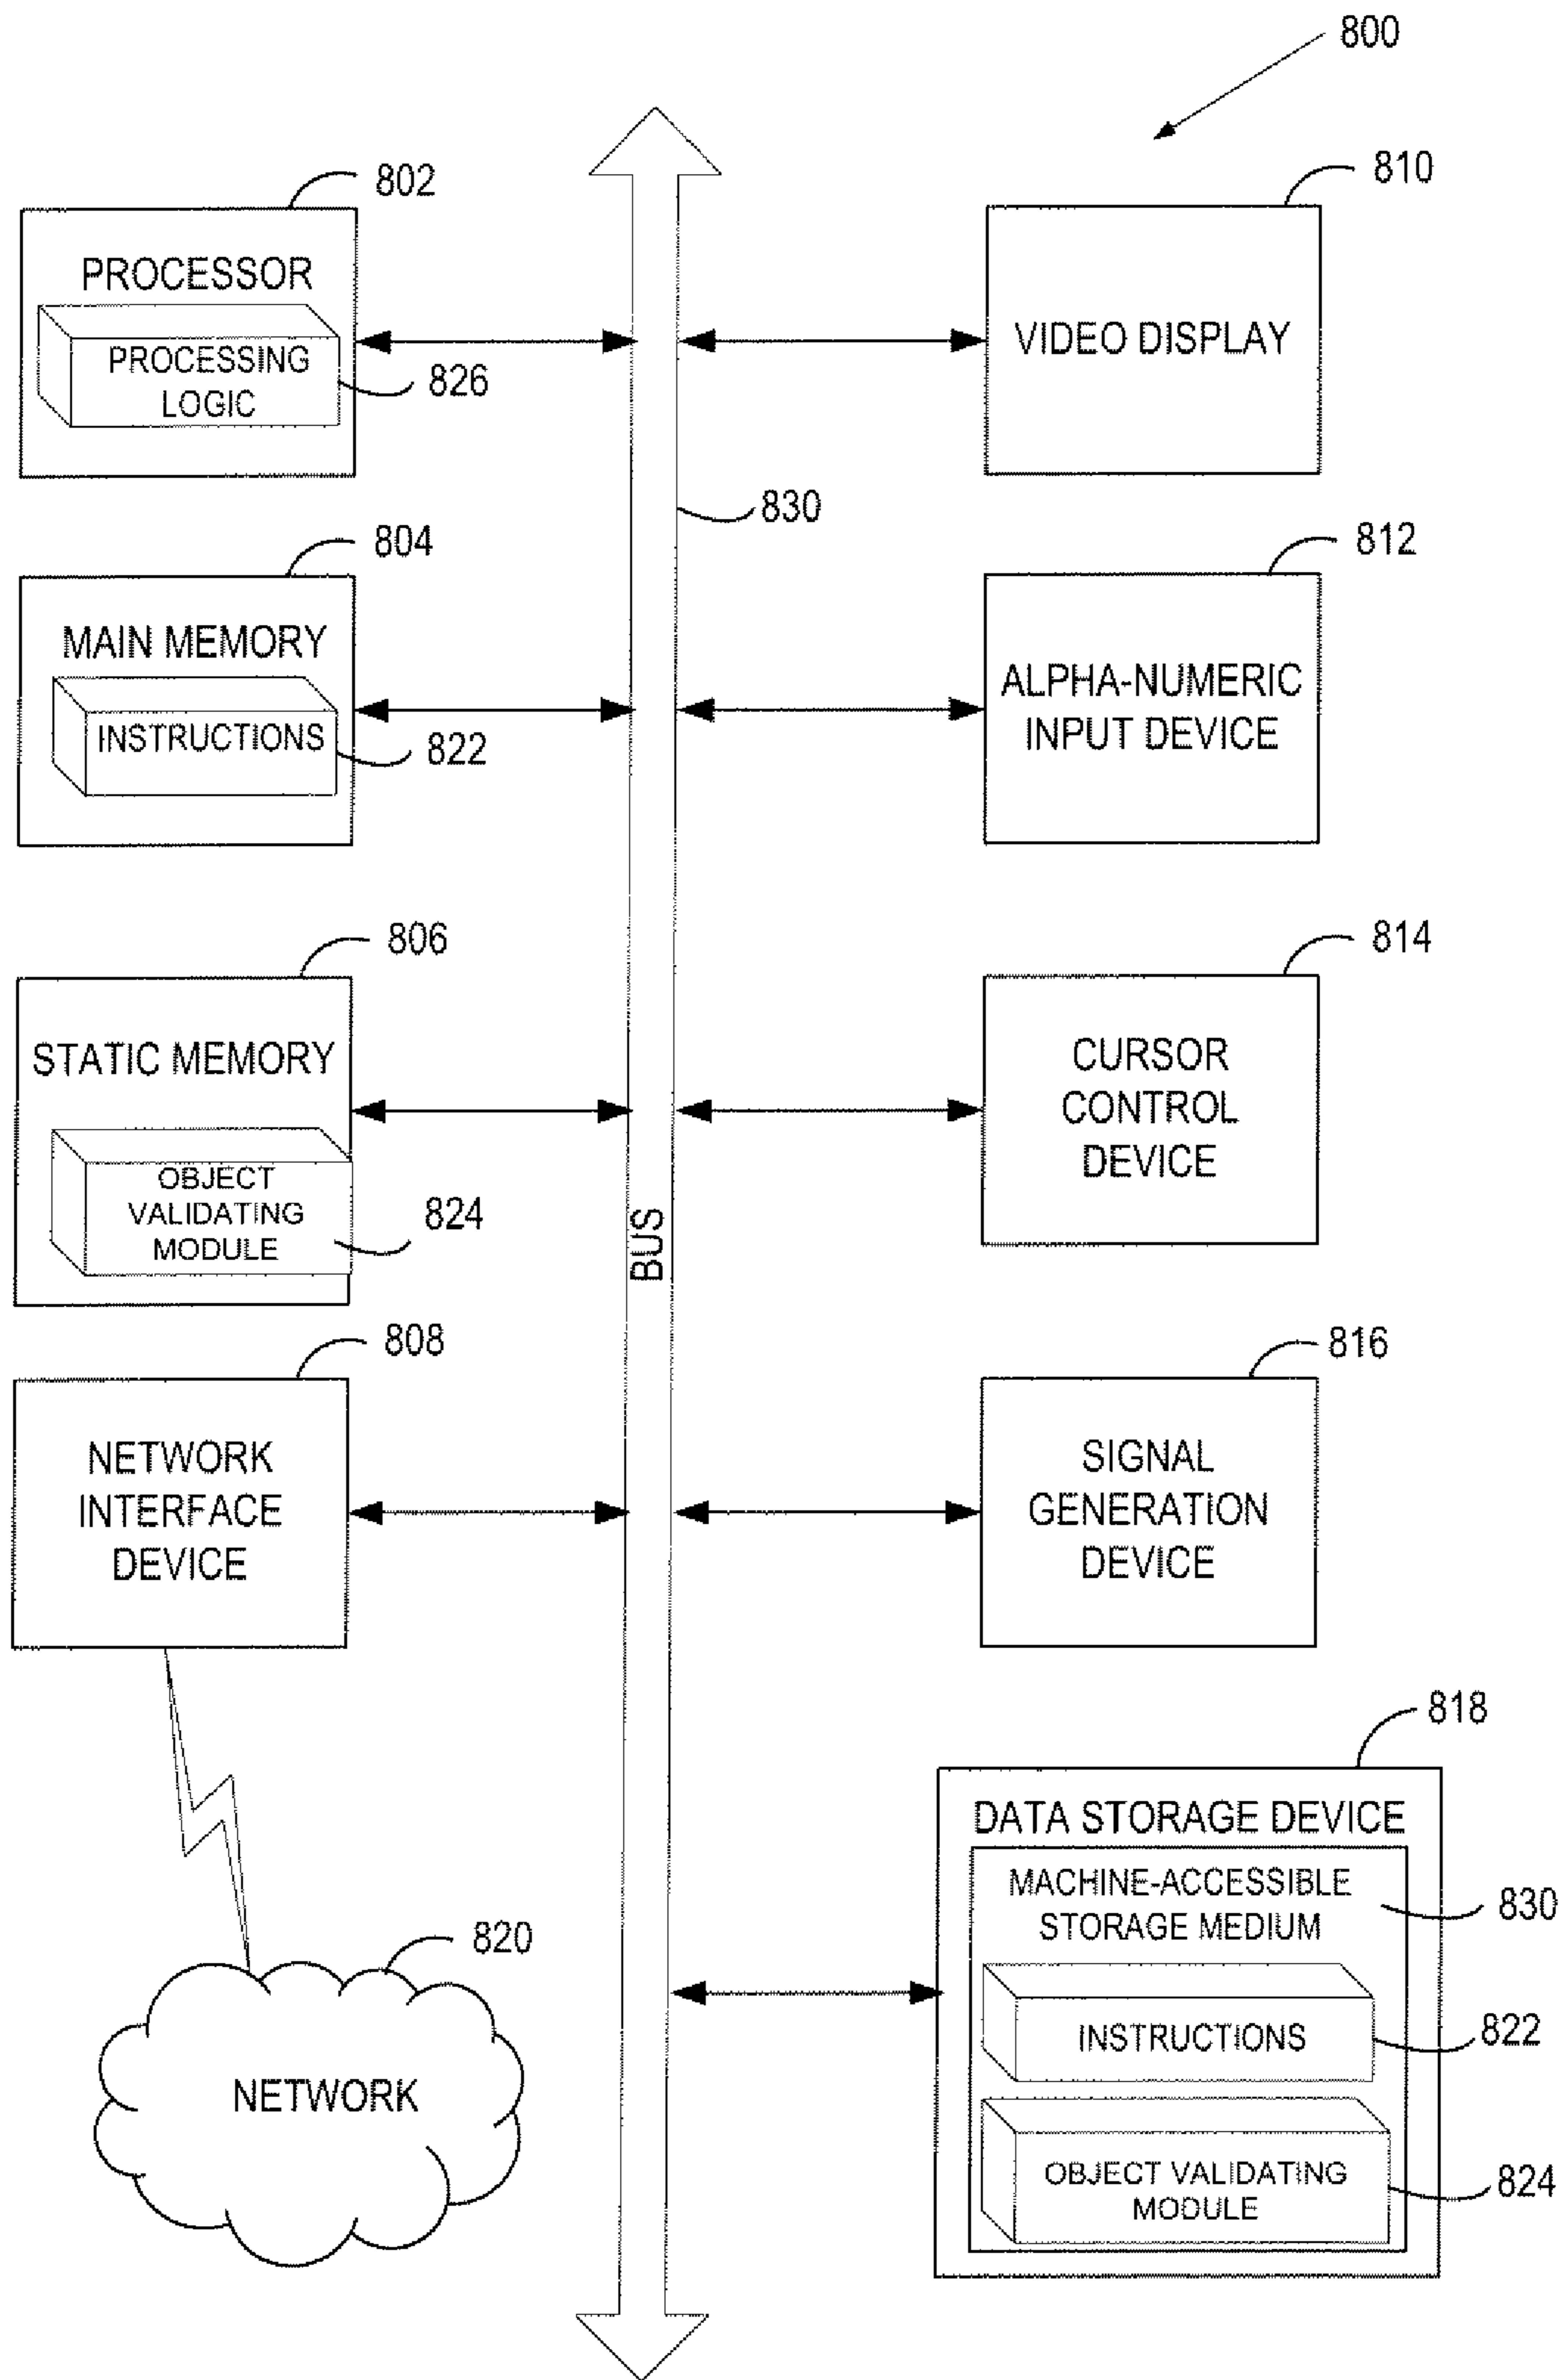 800
802
PROCESSOR
PROCESSING
LOGIC
826
810
VIDEO DISPLAY
830
804
MAIN MEMORY
INSTRUCTIONS
822
812
ALPHA-NUMERIC
INPUT DEVICE
806
STATIC MEMORY
OBJECT
VALIDATING
MODULE
824
814
CURSOR
CONTROL
DEVICE
BUS
808
NETWORK
INTERFACE
DEVICE
816
SIGNAL
GENERATION
DEVICE
818
DATA STORAGE DEVICE
MACHINE-ACCESSIBLE
STORAGE MEDIUM
830
INSTRUCTIONS
822
OBJECT VALIDATING
MODULE
824
820
NETWORK